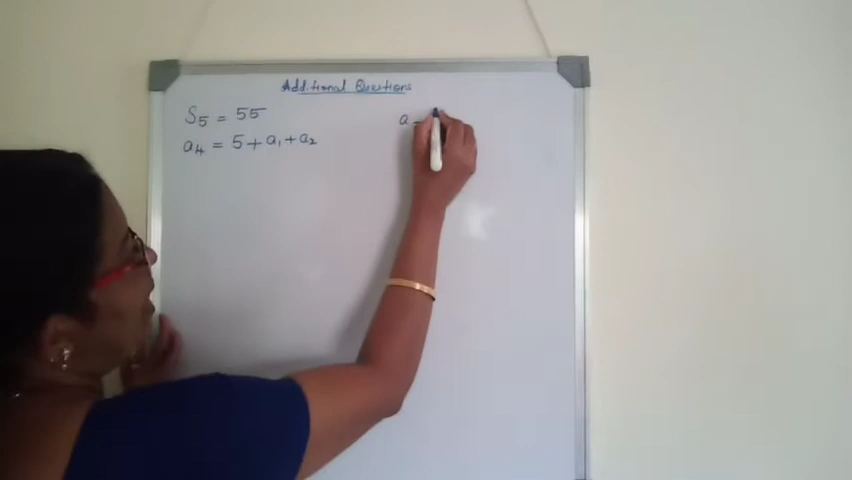 Additional Questions
S₅ = 55
a₄ = 5 + a₁ + a₂
a -